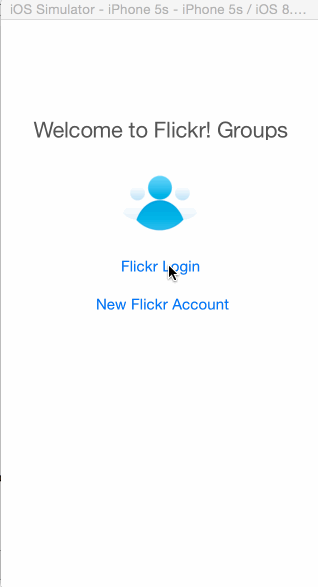 iOS Simulator - iPhone 5s - iPhone 5s / iOS 8....
Welcome to Flickr! Groups
Flickr Login
New Flickr Account